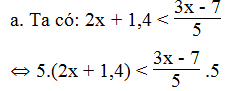 a. Ta có: 2x + 1,4 < (3x - 7)/5
⇔ 5.(2x + 1,4) < (3x - 7)/5 .5